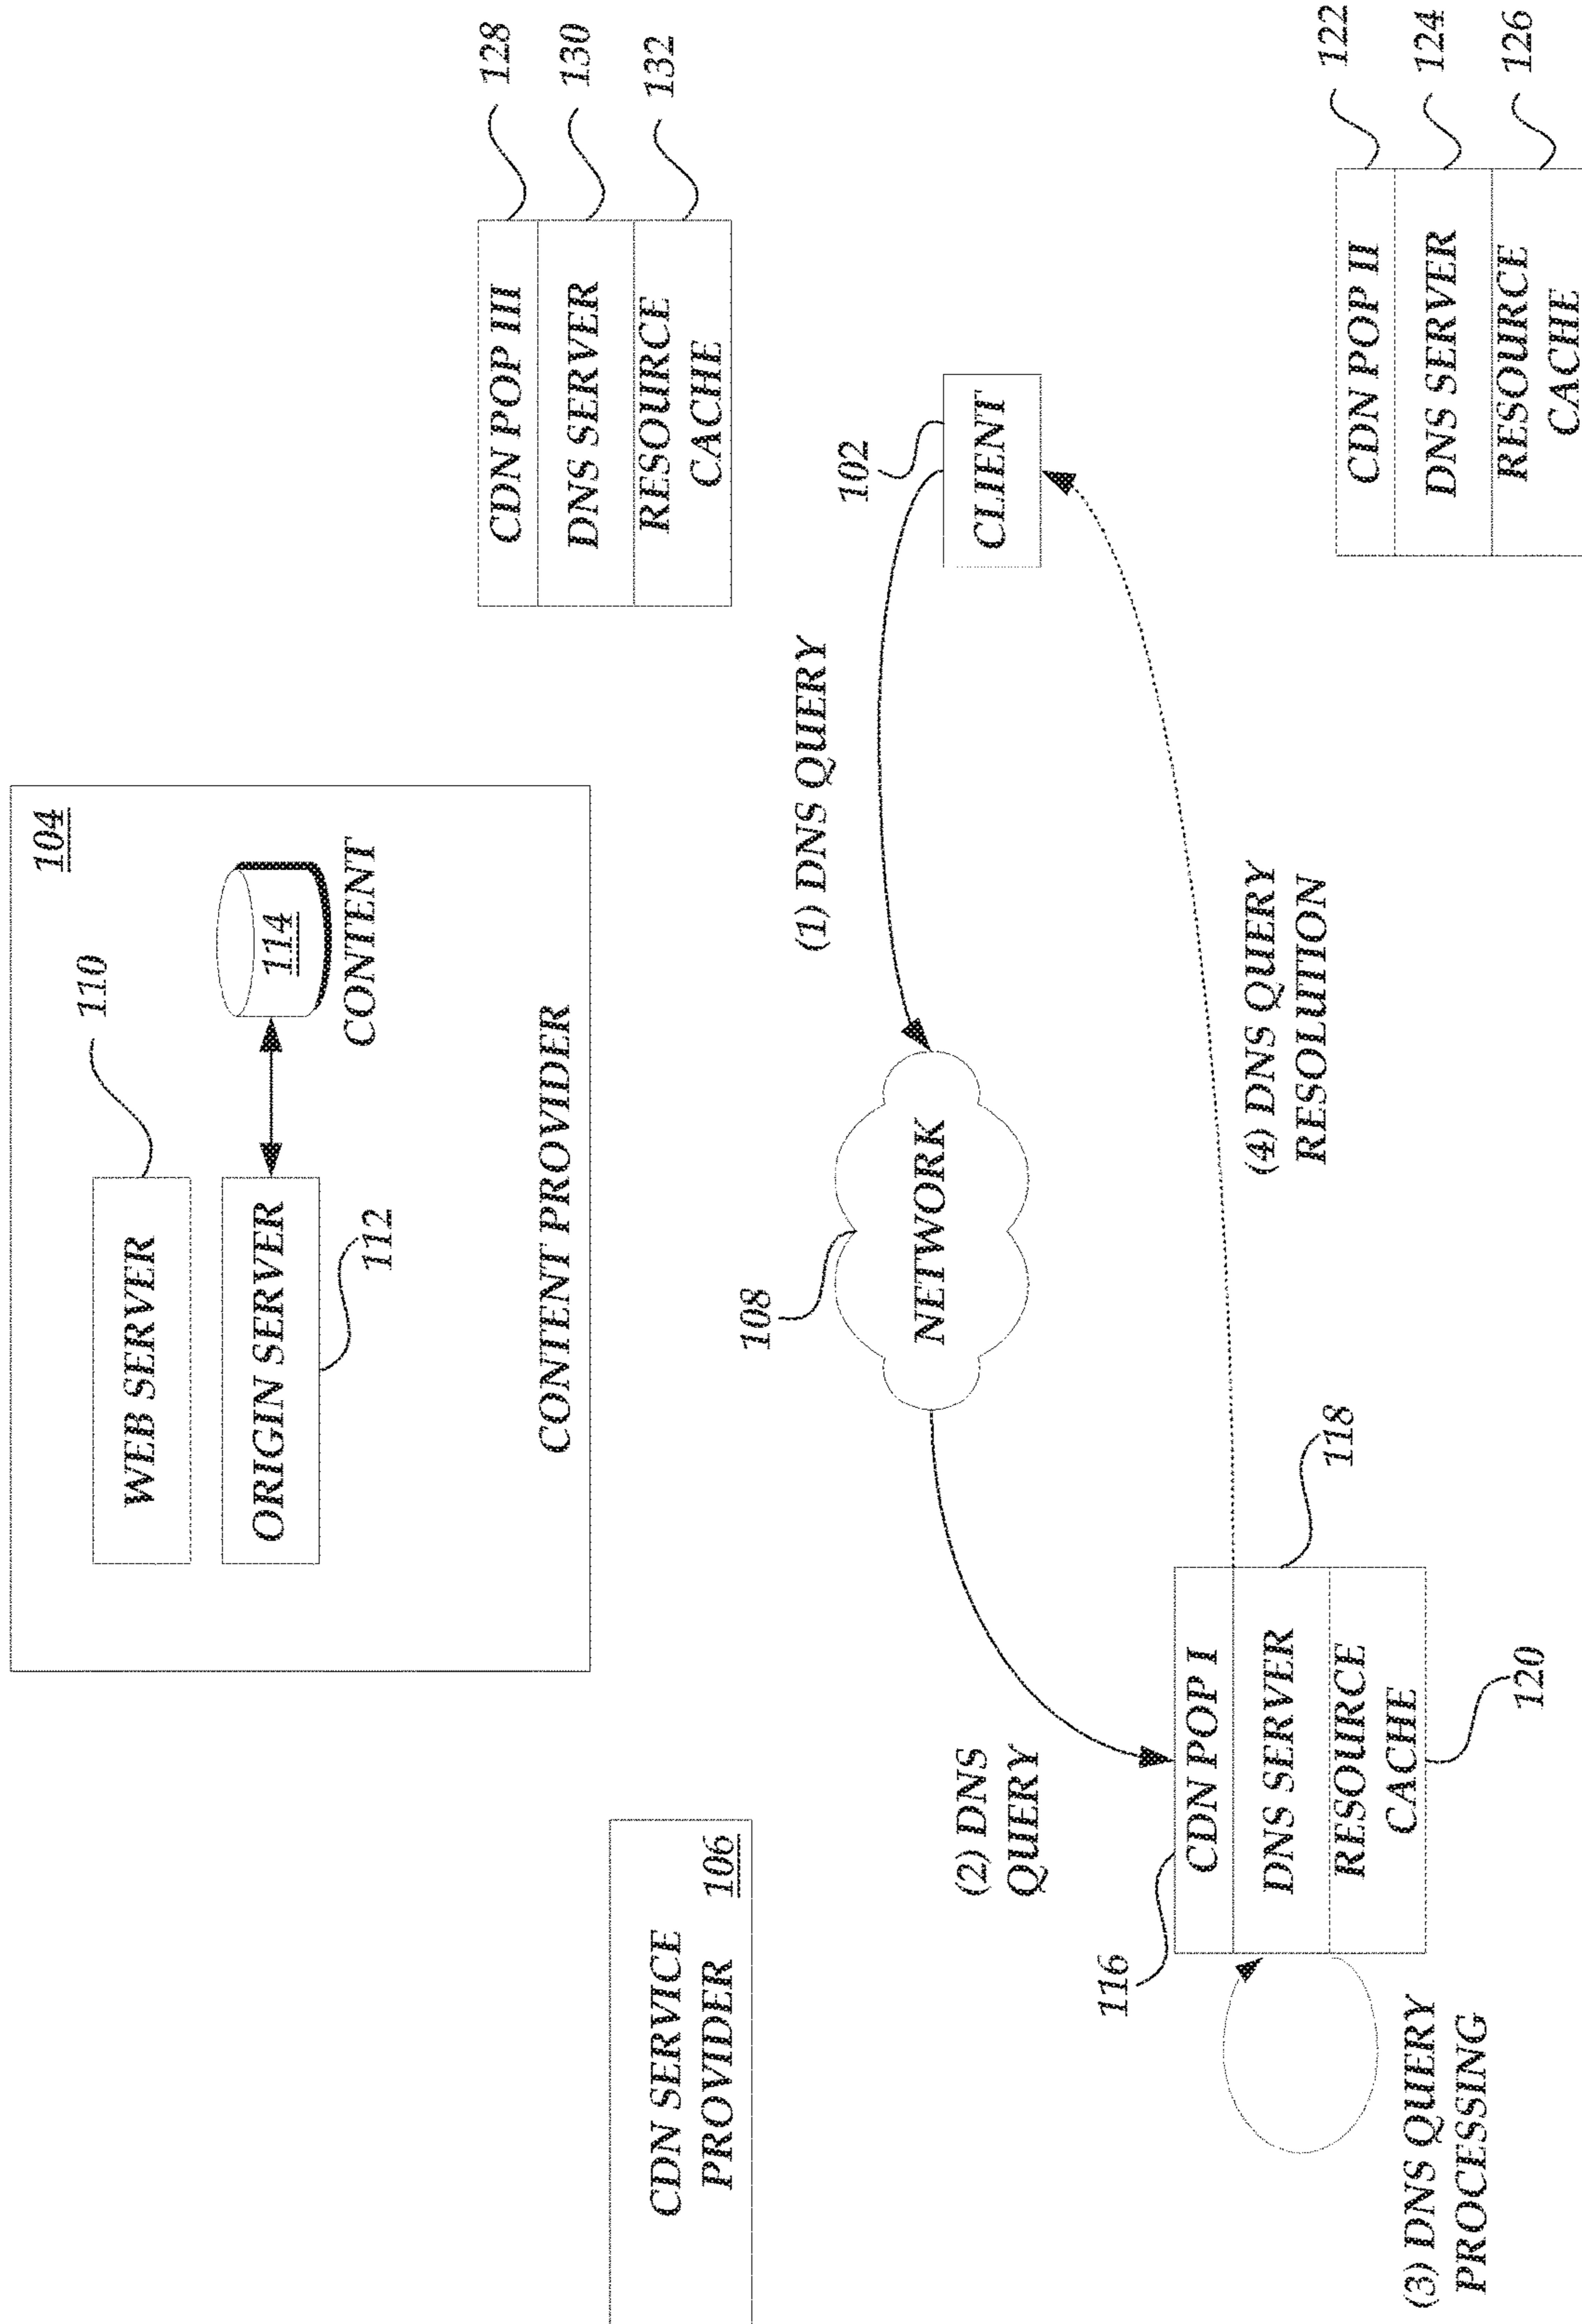 104
WEB SERVER
110
ORIGIN SERVER
112
114
CONTENT
CONTENT PROVIDER
CDN SERVICE
PROVIDER
106
CDN POP III
128
DNS SERVER
130
RESOURCE
CACHE
132
(1) DNS QUERY
108
NETWORK
102
CLIENT
(2) DNS
QUERY
116
CDN POP I
DNS SERVER
118
RESOURCE
CACHE
120
(3) DNS QUERY
PROCESSING
(4) DNS QUERY
RESOLUTION
CDN POP II
122
DNS SERVER
124
RESOURCE
CACHE
126